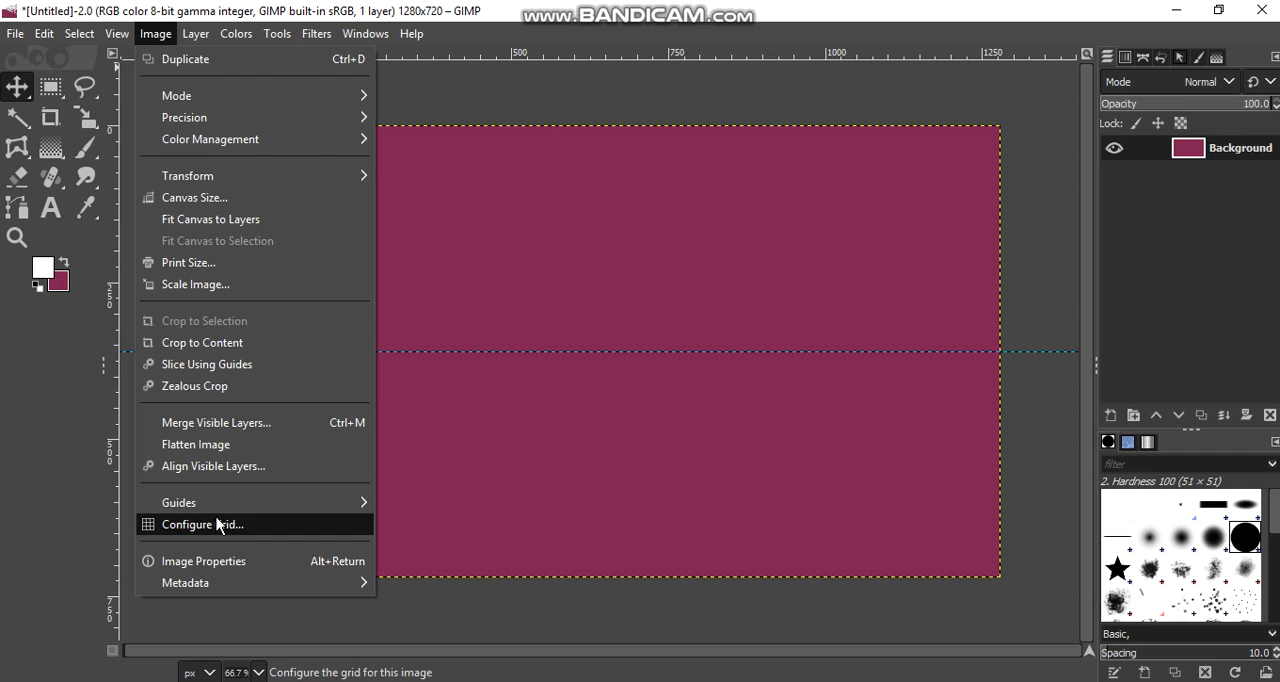 *[Untitled]-2.0 (RGB color 8-bit gamma integer, GIMP built-in sRGB, 1 layer) 1280x720 – GIMP
www.BANDICAM.com
File Edit Select View Image Layer Colors Tools Filters Windows Help
Duplicate Ctrl+D
Mode
Precision
Color Management
Transform
Canvas Size...
Fit Canvas to Layers
Fit Canvas to Selection
Print Size...
Scale Image...
Crop to Selection
Crop to Content
Slice Using Guides
Zealous Crop
Merge Visible Layers... Ctrl+M
Flatten Image
Align Visible Layers...
Guides
Configure Grid...
Image Properties Alt+Return
Metadata
500 750 1000 1250
0
250
500
750
px 66.7 % Configure the grid for this image
Mode Normal
Opacity 100.0
Lock:
Background
filter
2. Hardness 100 (51 × 51)
Basic,
Spacing 10.0